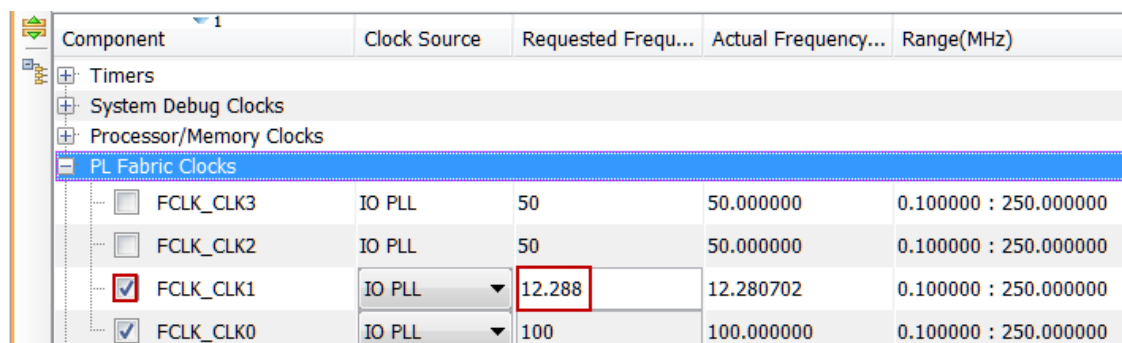 1
Component Clock Source Requested Frequ... Actual Frequency... Range(MHz)
Timers
System Debug Clocks
Processor/Memory Clocks
PL Fabric Clocks
FCLK_CLK3 IO PLL 50 50.000000 0.100000 : 250.000000
FCLK_CLK2 IO PLL 50 50.000000 0.100000 : 250.000000
FCLK_CLK1 IO PLL 12.288 12.280702 0.100000 : 250.000000
FCLK_CLK0 IO PLL 100 100.000000 0.100000 : 250.000000